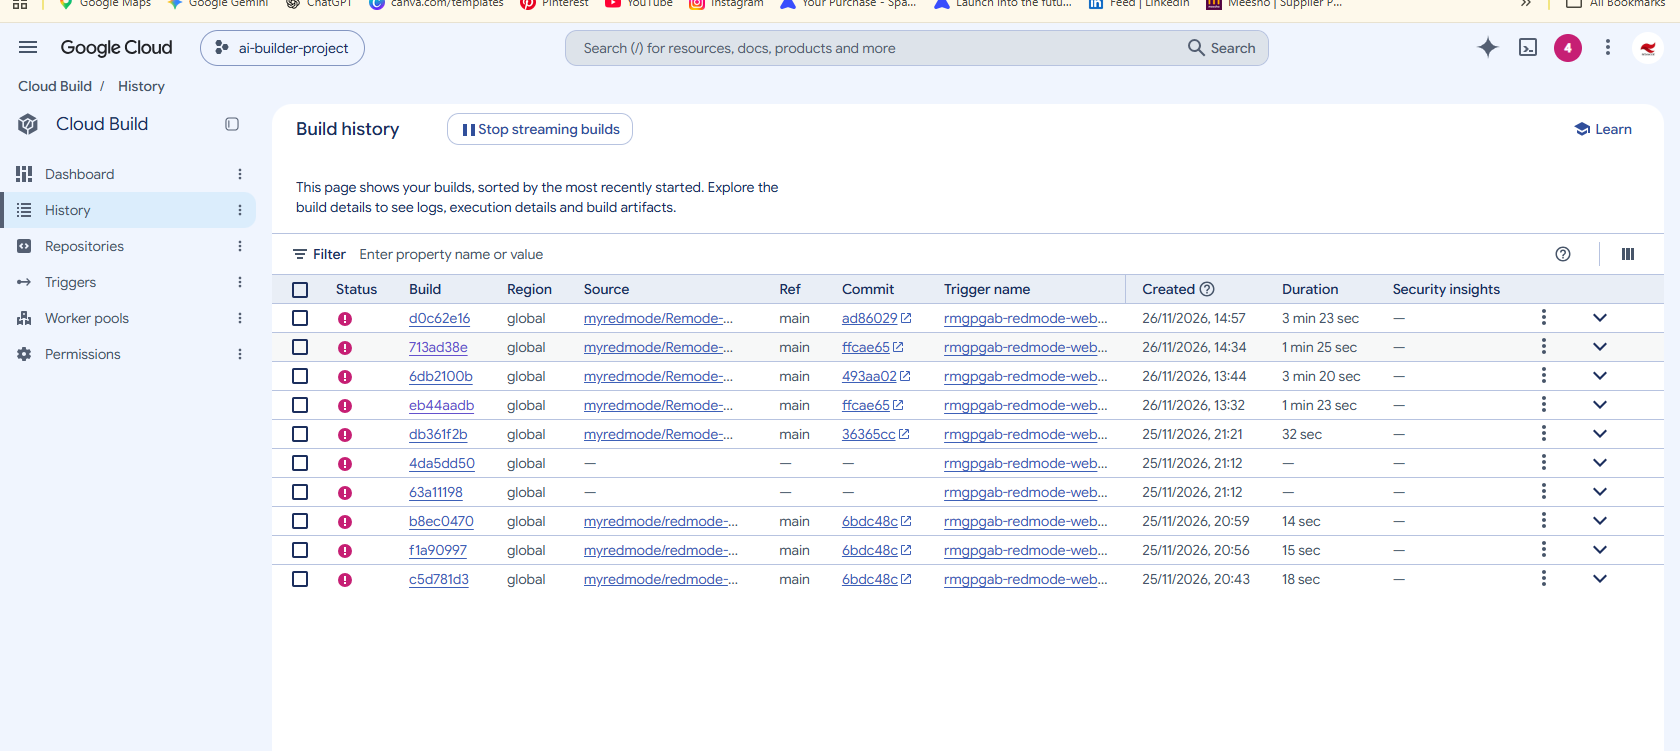 Google Maps Google Gemini ChatGPT canva.com/templates Pinterest YouTube Instagram Your Purchase - Spa... Launch into the futu... Feed | LinkedIn Meesho | Supplier P... » All Bookmarks
Google Cloud ai-builder-project Search (/) for resources, docs, products and more Search 4
Cloud Build / History
Cloud Build
Dashboard
History
Repositories
Triggers
Worker pools
Permissions
Build history Stop streaming builds Learn
This page shows your builds, sorted by the most recently started. Explore the
build details to see logs, execution details and build artifacts.
Filter Enter property name or value
Status Build Region Source Ref Commit Trigger name Created Duration Security insights
d0c62e16 global myredmode/Remode-... main ad86029 rmgpgab-redmode-web... 26/11/2026, 14:57 3 min 23 sec —
713ad38e global myredmode/Remode-... main ffcae65 rmgpgab-redmode-web... 26/11/2026, 14:34 1 min 25 sec —
6db2100b global myredmode/Remode-... main 493aa02 rmgpgab-redmode-web... 26/11/2026, 13:44 3 min 20 sec —
eb44aadb global myredmode/Remode-... main ffcae65 rmgpgab-redmode-web... 26/11/2026, 13:32 1 min 23 sec —
db361f2b global myredmode/Remode-... main 36365cc rmgpgab-redmode-web... 25/11/2026, 21:21 32 sec —
4da5dd50 global — — — rmgpgab-redmode-web... 25/11/2026, 21:12 — —
63a11198 global — — — rmgpgab-redmode-web... 25/11/2026, 21:12 — —
b8ec0470 global myredmode/redmode-... main 6bdc48c rmgpgab-redmode-web... 25/11/2026, 20:59 14 sec —
f1a90997 global myredmode/redmode-... main 6bdc48c rmgpgab-redmode-web... 25/11/2026, 20:56 15 sec —
c5d781d3 global myredmode/redmode-... main 6bdc48c rmgpgab-redmode-web... 25/11/2026, 20:43 18 sec —